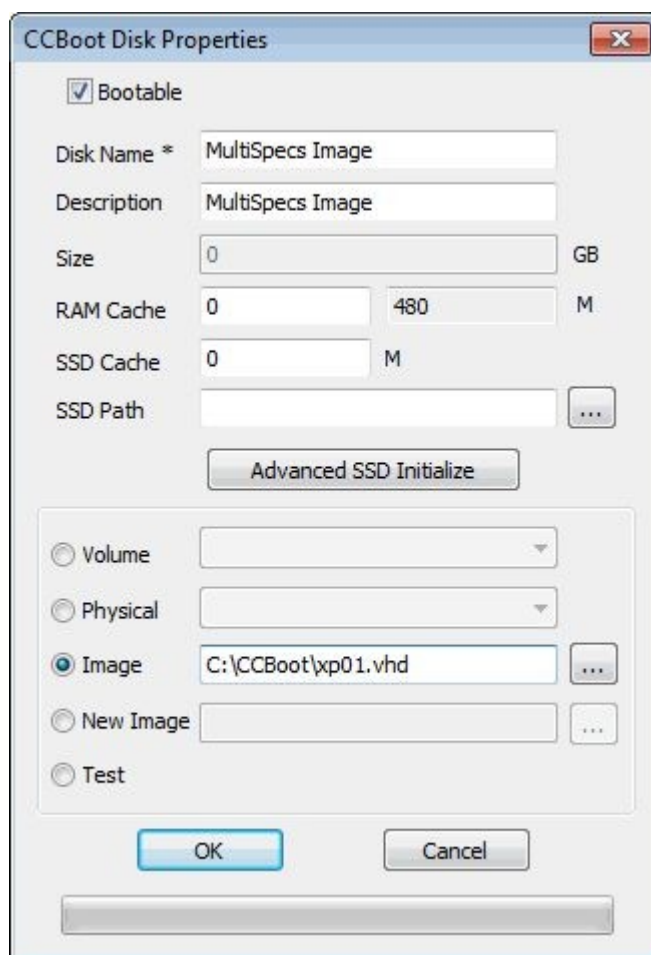 CCBoot Disk Properties
Bootable
Disk Name * MultiSpecs Image
Description MultiSpecs Image
Size 0 GB
RAM Cache 0 480 M
SSD Cache 0 M
SSD Path ...
Advanced SSD Initialize
Volume
Physical
Image C:\CCBoot\xp01.vhd ...
New Image ...
Test
OK Cancel